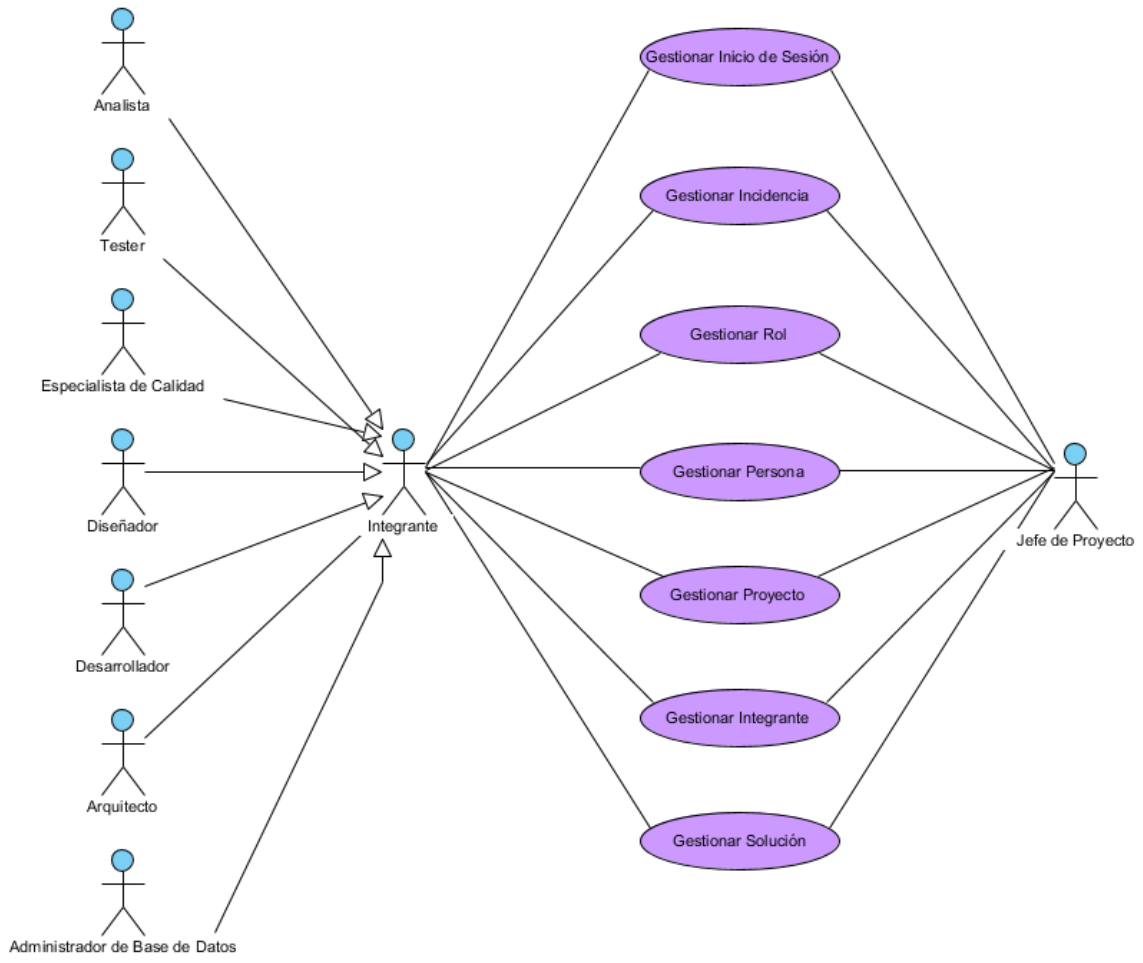 Analista
Tester
Especialista de Calidad
Diseñador
Desarrollador
Arquitecto
Administrador de Base de Datos
Integrante
Gestionar Inicio de Sesión
Gestionar Incidencia
Gestionar Rol
Gestionar Persona
Gestionar Proyecto
Gestionar Integrante
Gestionar Solución
Jefe de Proyecto